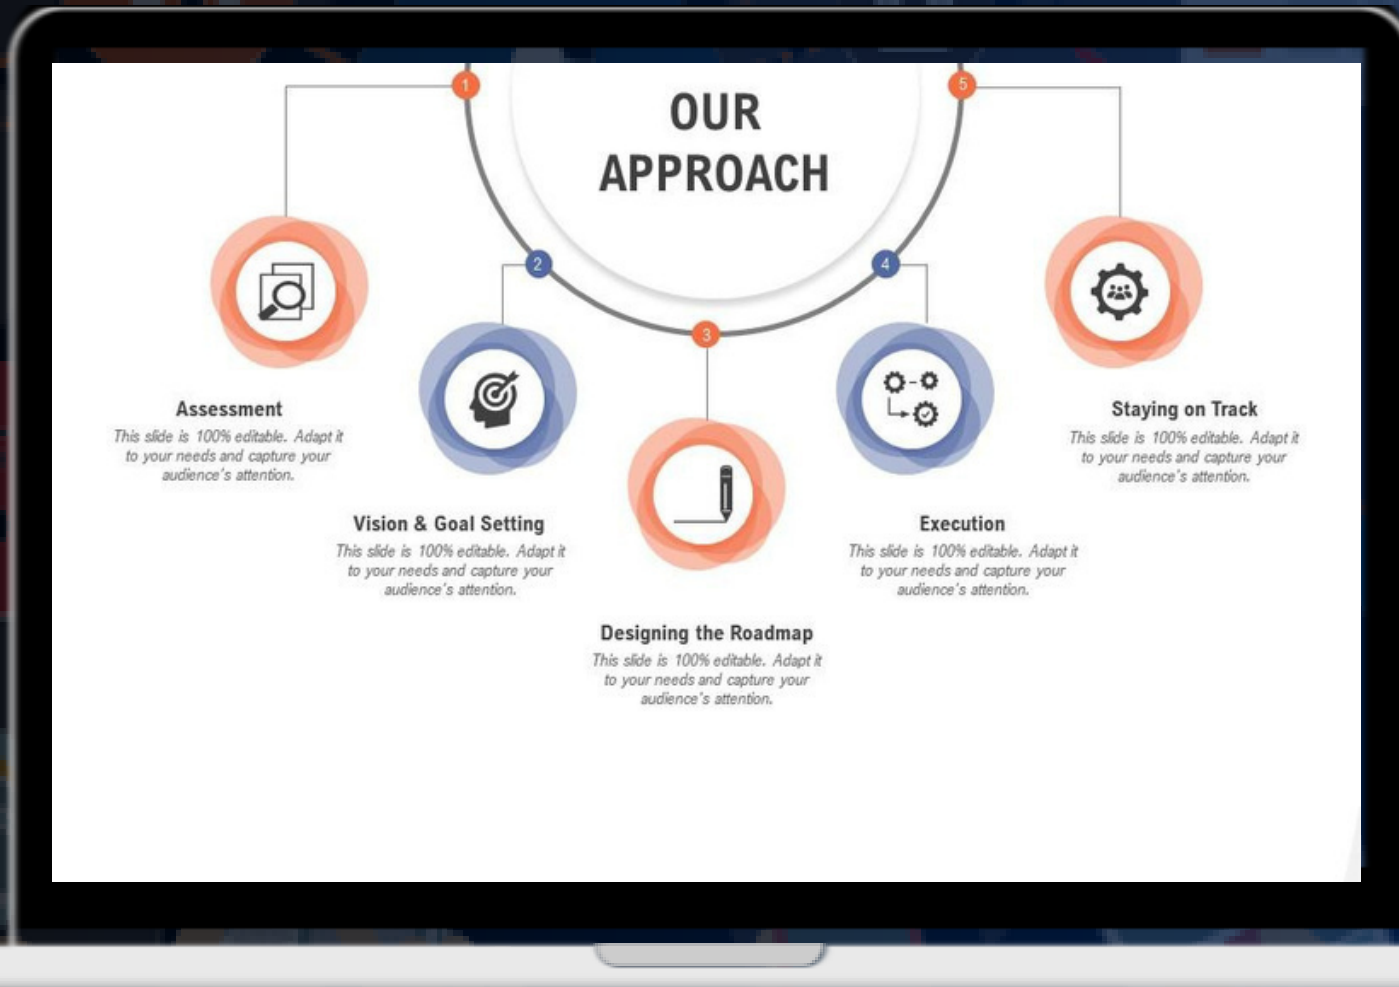 OUR
APPROACH
1
Assessment
This slide is 100% editable. Adapt it
to your needs and capture your
audience's attention.
2
Vision & Goal Setting
This slide is 100% editable. Adapt it
to your needs and capture your
audience's attention.
3
Designing the Roadmap
This slide is 100% editable. Adapt it
to your needs and capture your
audience's attention.
4
Execution
This slide is 100% editable. Adapt it
to your needs and capture your
audience's attention.
5
Staying on Track
This slide is 100% editable. Adapt it
to your needs and capture your
audience's attention.